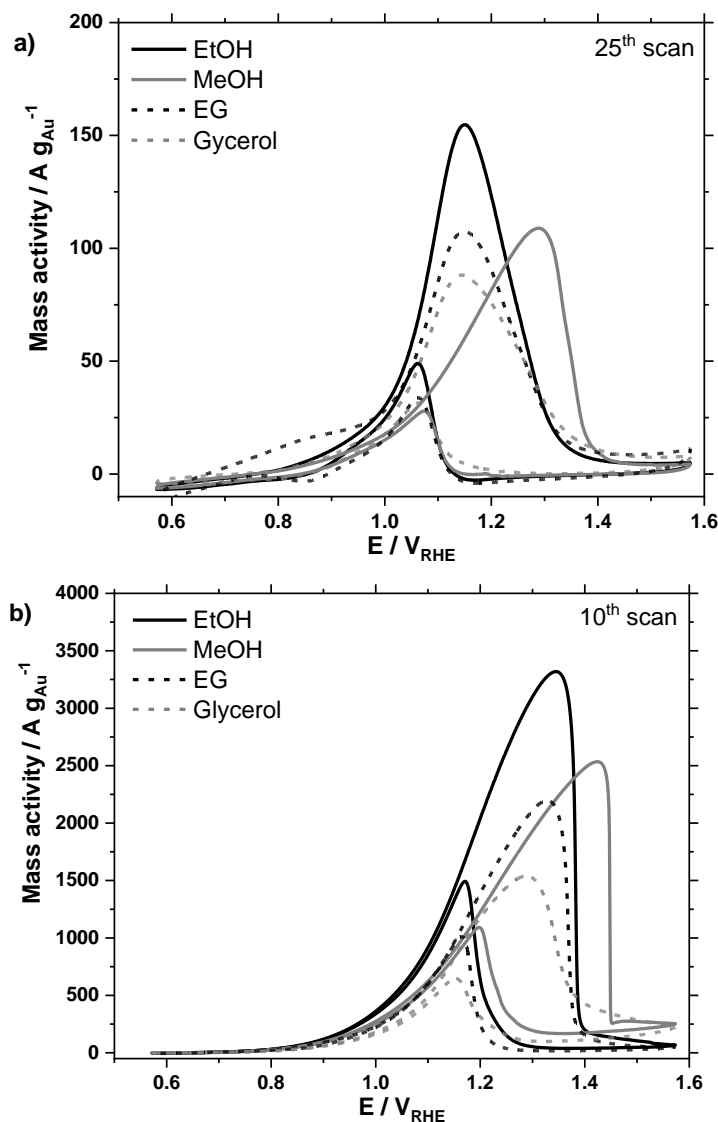 a)
25th scan
EtOH
MeOH
EG
Gycerol
Mass activity / A gAu-1
200
150
100
50
0
0.6 0.8 1.0 1.2 1.4 1.6
E / VRHE
b)
10th scan
EtOH
MeOH
EG
Glycerol
Mass activity / A gAu-1
4000
3500
3000
2500
2000
1500
1000
500
0
0.6 0.8 1.0 1.2 1.4 1.6
E / VRHE